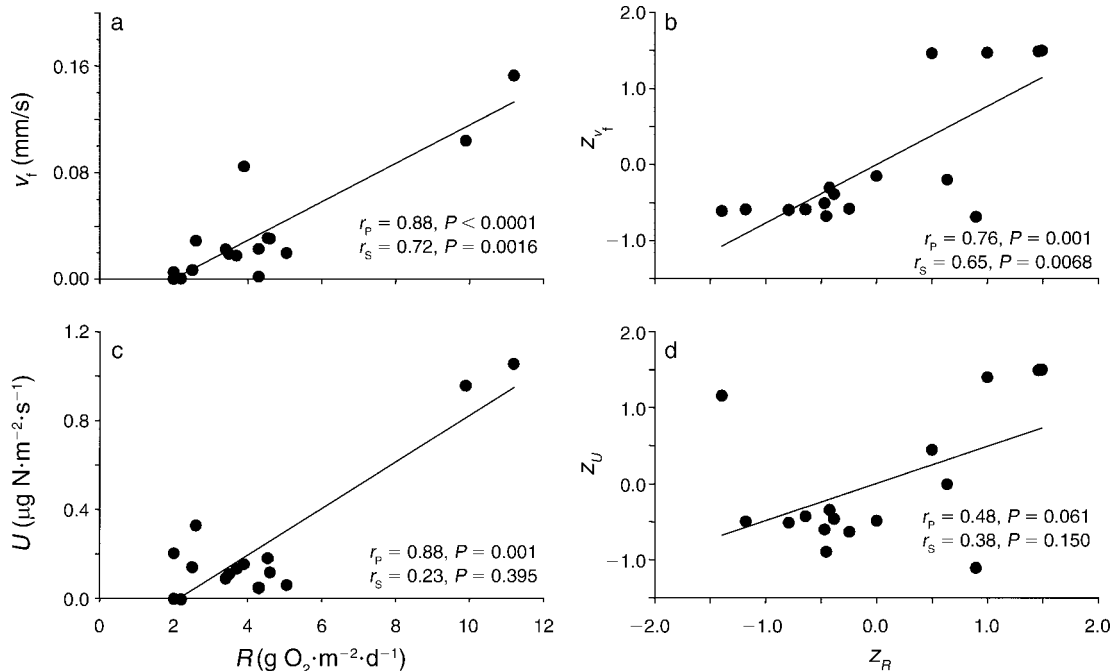 a
v_f (mm/s)
0.16
0.08
0.00
r_P = 0.88, P < 0.0001
r_S = 0.72, P = 0.0016
b
z_v_f
2.0
1.0
0.0
−1.0
r_P = 0.76, P = 0.001
r_S = 0.65, P = 0.0068
c
U (μg N·m⁻²·s⁻¹)
1.2
0.8
0.4
0.0
r_P = 0.88, P = 0.001
r_S = 0.23, P = 0.395
0 2 4 6 8 10 12
R (g O₂·m⁻²·d⁻¹)
d
z_U
2.0
1.0
0.0
−1.0
r_P = 0.48, P = 0.061
r_S = 0.38, P = 0.150
−2.0 −1.0 0.0 1.0 2.0
z_R